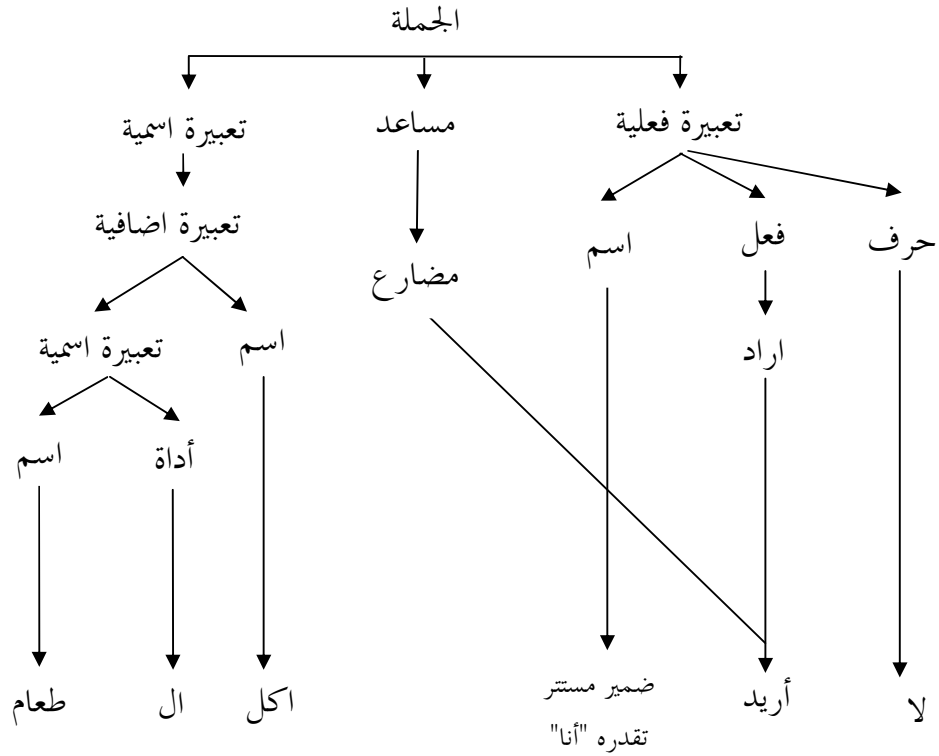 الجملة
تعبيرة فعلية
مساعد
تعبيرة اسمية
حرف
فعل
اسم
مضارع
تعبيرة اضافية
اراد
اسم
تعبيرة اسمية
أداة
اسم
لا
أريد
ضمير مستتر
تقدره "أنا"
اكل
ال
طعام